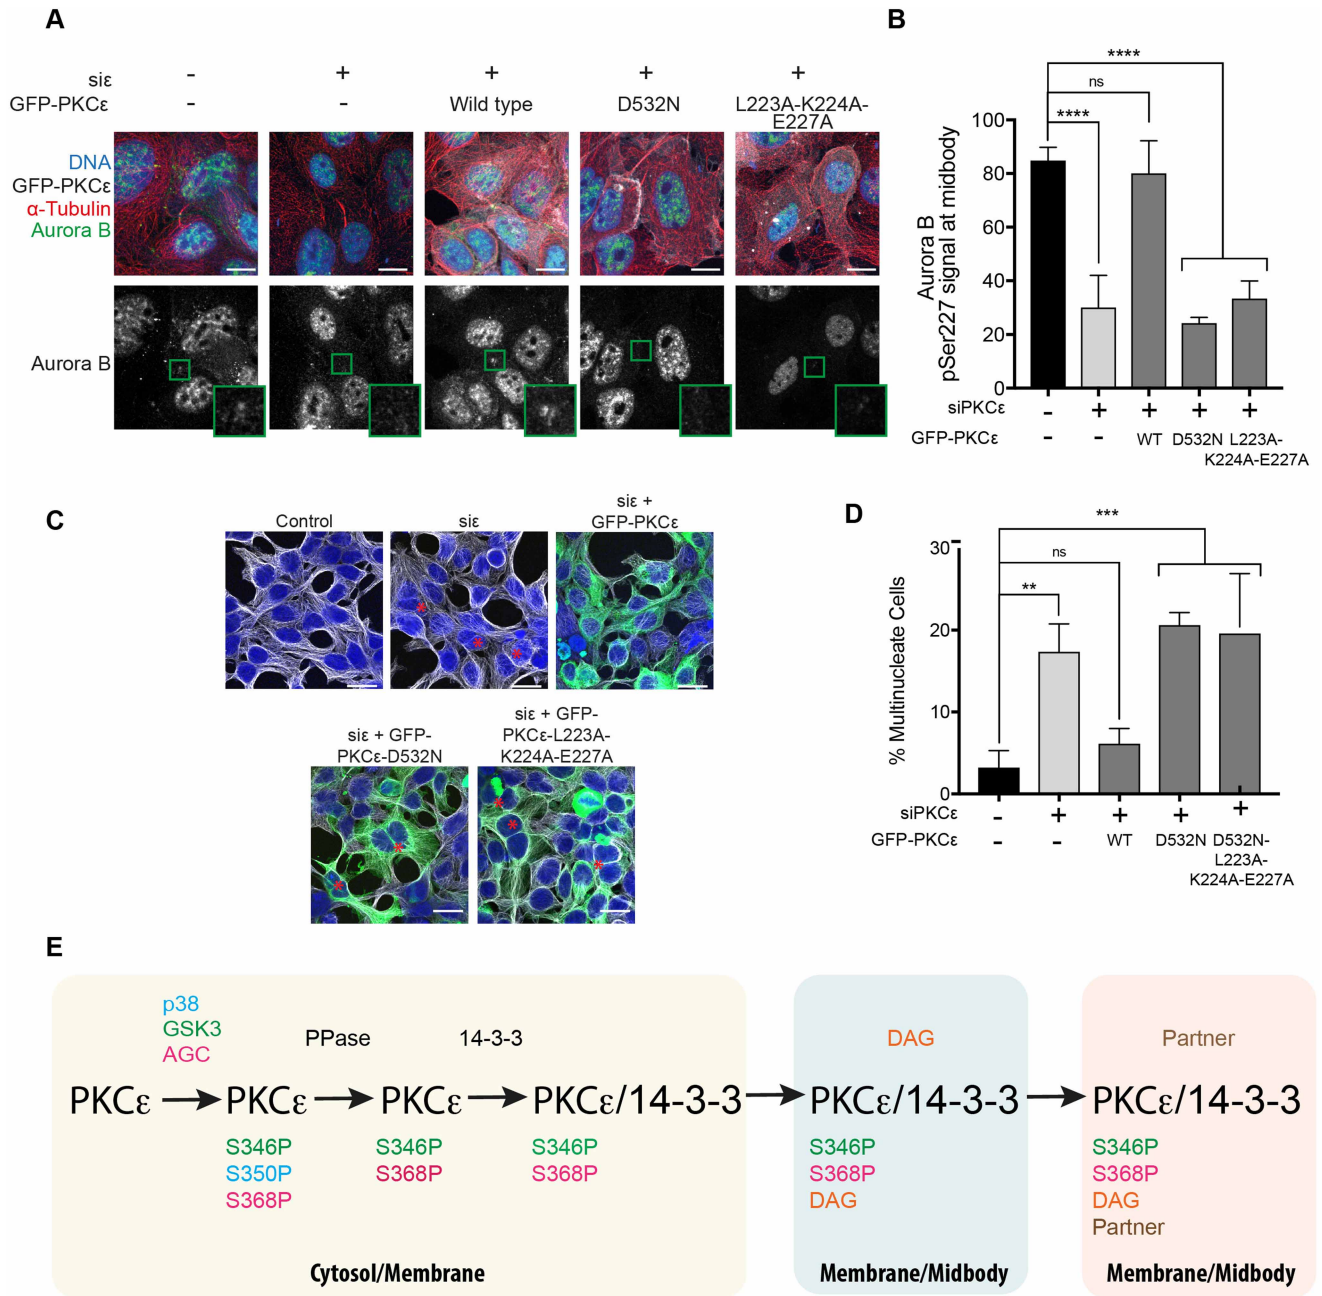 A
siε - + + + +
GFP-PKCε - - Wild type D532N L223A-K224A-
E227A
DNA
GFP-PKCε
α-Tubulin
Aurora B
Aurora B
B
****
ns
****
Aurora B
pSer227 signal at midbody
100
80
60
40
20
0
siPKCε - + + + +
GFP-PKCε - - WT D532N L223A-
K224A-E227A
C
Control
siε
siε +
GFP-PKCε
* * *
siε + GFP-
PKCε-D532N
siε + GFP-
PKCε-L223A-
K224A-E227A
* *
* * *
D
***
ns
**
% Multinucleate Cells
30
20
10
0
siPKCε - + + + +
GFP-PKCε - - WT D532N D532N-
L223A-
K224A-E227A
E
p38
GSK3
AGC
PPase
14-3-3
DAG
Partner
PKCε PKCε PKCε PKCε/14-3-3 PKCε/14-3-3 PKCε/14-3-3
S346P
S350P
S368P
S346P
S368P
S346P
S368P
S346P
S368P
DAG
S346P
S368P
DAG
Partner
Cytosol/Membrane
Membrane/Midbody
Membrane/Midbody